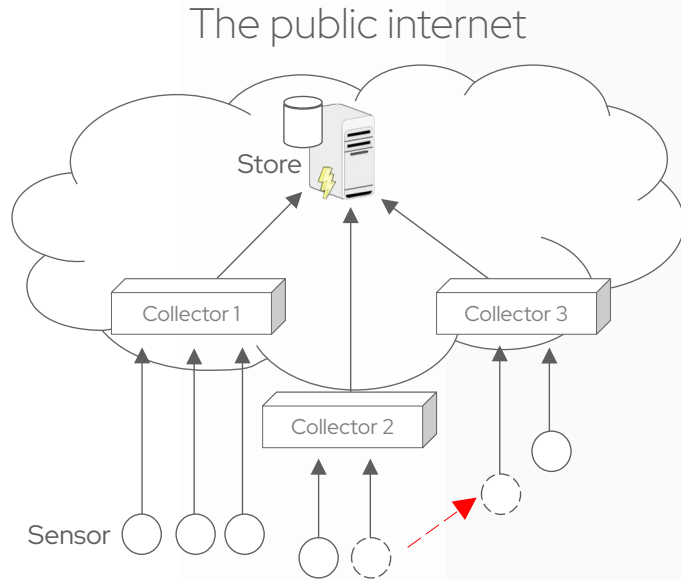 The public internet
Store
Collector 1
Collector 3
Collector 2
Sensor